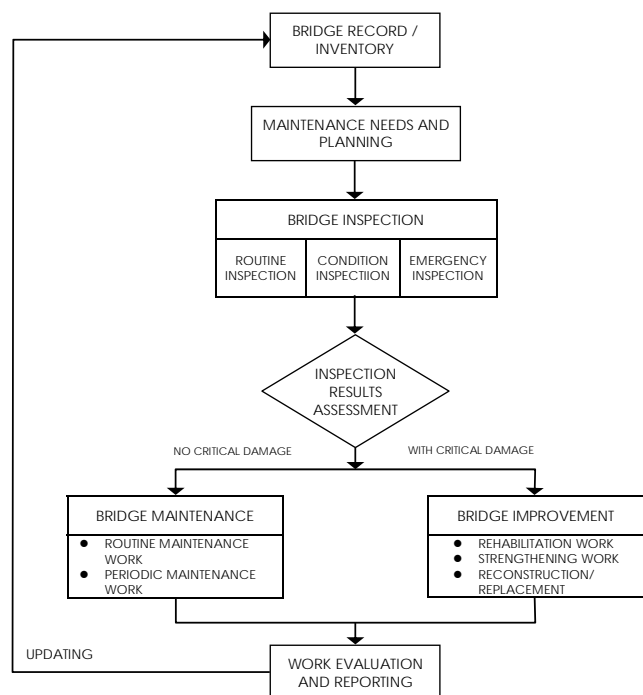 BRIDGE RECORD /
INVENTORY
MAINTENANCE NEEDS AND
PLANNING
BRIDGE INSPECTION
ROUTINE
INSPECTION
CONDITION
INSPECTIION
EMERGENCY
INSPECTION
INSPECTION
RESULTS
ASSESSMENT
NO CRITICAL DAMAGE
WITH CRITICAL DAMAGE
BRIDGE MAINTENANCE
● ROUTINE MAINTENANCE
WORK
● PERIODIC MAINTENANCE
WORK
BRIDGE IMPROVEMENT
● REHABILITATION WORK
● STRENGTHENING WORK
● RECONSTRUCTION/
REPLACEMENT
UPDATING
WORK EVALUATION
AND REPORTING